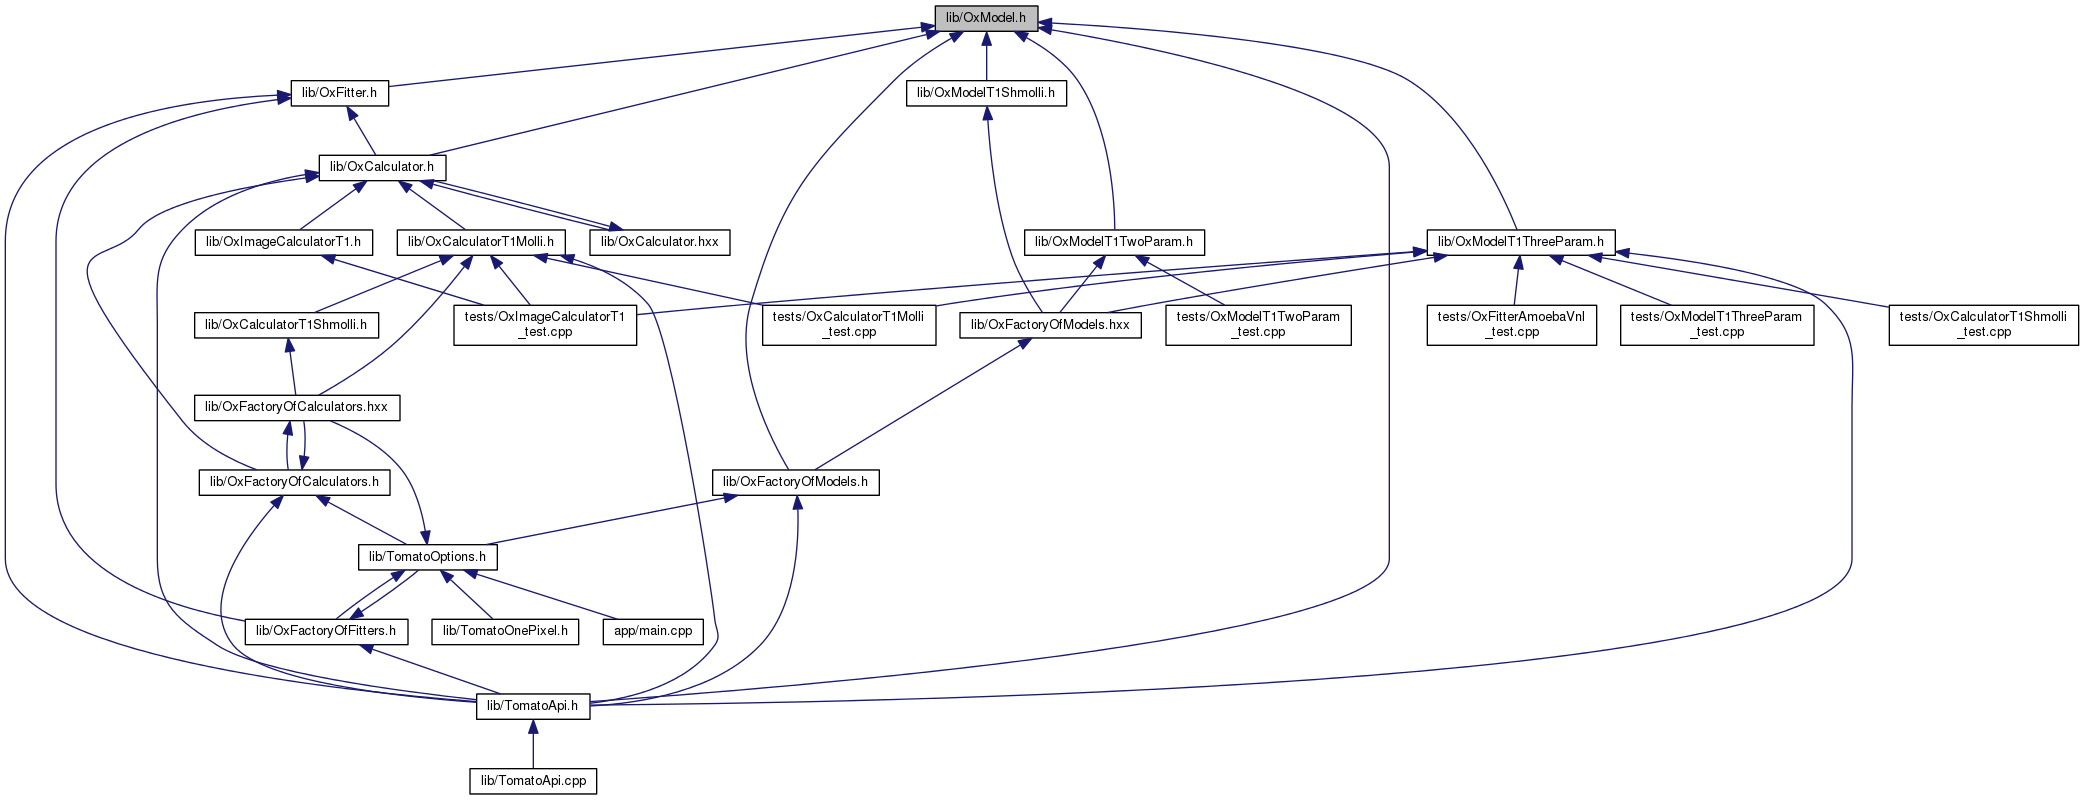 lib/OxModel.h
lib/OxFitter.h
lib/OxModelT1Shmolli.h
lib/OxCalculator.h
lib/OxImageCalculatorT1.h
lib/OxCalculatorT1Molli.h
lib/OxCalculator.hxx
lib/OxModelT1TwoParam.h
lib/OxModelT1ThreeParam.h
lib/OxCalculatorT1Shmolli.h
tests/OxImageCalculatorT1
_test.cpp
tests/OxCalculatorT1Molli
_test.cpp
lib/OxFactoryOfModels.hxx
tests/OxModelT1TwoParam
_test.cpp
tests/OxFitterAmoebaVnl
_test.cpp
tests/OxModelT1ThreeParam
_test.cpp
tests/OxCalculatorT1Shmolli
_test.cpp
lib/OxFactoryOfCalculators.hxx
lib/OxFactoryOfCalculators.h
lib/OxFactoryOfModels.h
lib/TomatoOptions.h
lib/OxFactoryOfFitters.h
lib/TomatoOnePixel.h
app/main.cpp
lib/TomatoApi.h
lib/TomatoApi.cpp